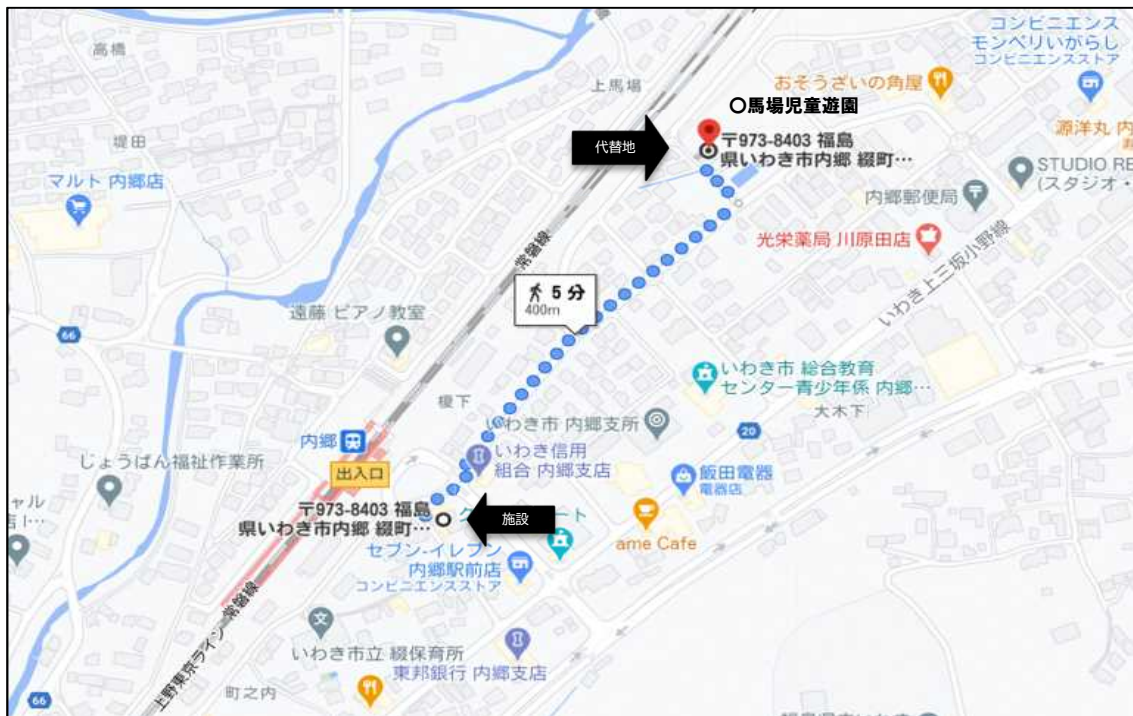 コンビニエンス
モンペリいがらし
コンビニエンスストア
高橋
上馬場
おそうざいの角屋
〇馬場児童遊園
代替地
〒973-8403 福島
県いわき市内郷 綴町…
源洋丸 内
堤田
マルト 内郷店
STUDIO RE
(スタジオ・
内郷郵便局
光栄薬局 川原田店
常磐線
いわき上三坂小野線
5 分
400m
遠藤 ピアノ教室
66
いわき市 総合教育
センター青少年係 内郷…
大木下
榎下
いわき市 内郷支所
20
内郷
いわき信用
組合 内郷支店
じょうばん福祉作業所
出入口
飯田電器
電器店
〒973-8403 福島
県いわき市内郷 綴町…
施設
ート
ャル
店 |…
ame Cafe
セブン-イレブン
内郷駅前店
コンビニエンスストア
上野東京ライン 常磐線
いわき市立 綴保育所
東邦銀行 内郷支店
町之内
66